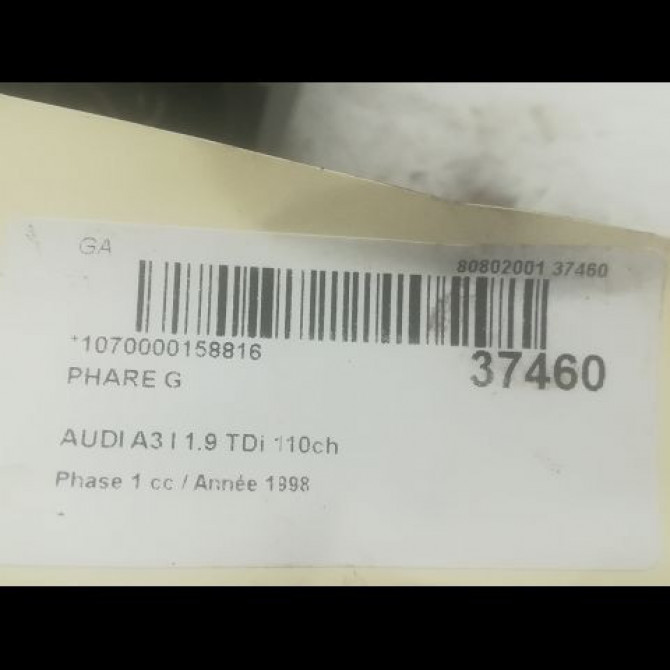 GA
80802001 37460
*1070000158816
37460
PHARE G
AUDI A3 I 1.9 TDi 110ch
Phase 1 cc / Année 1998
-